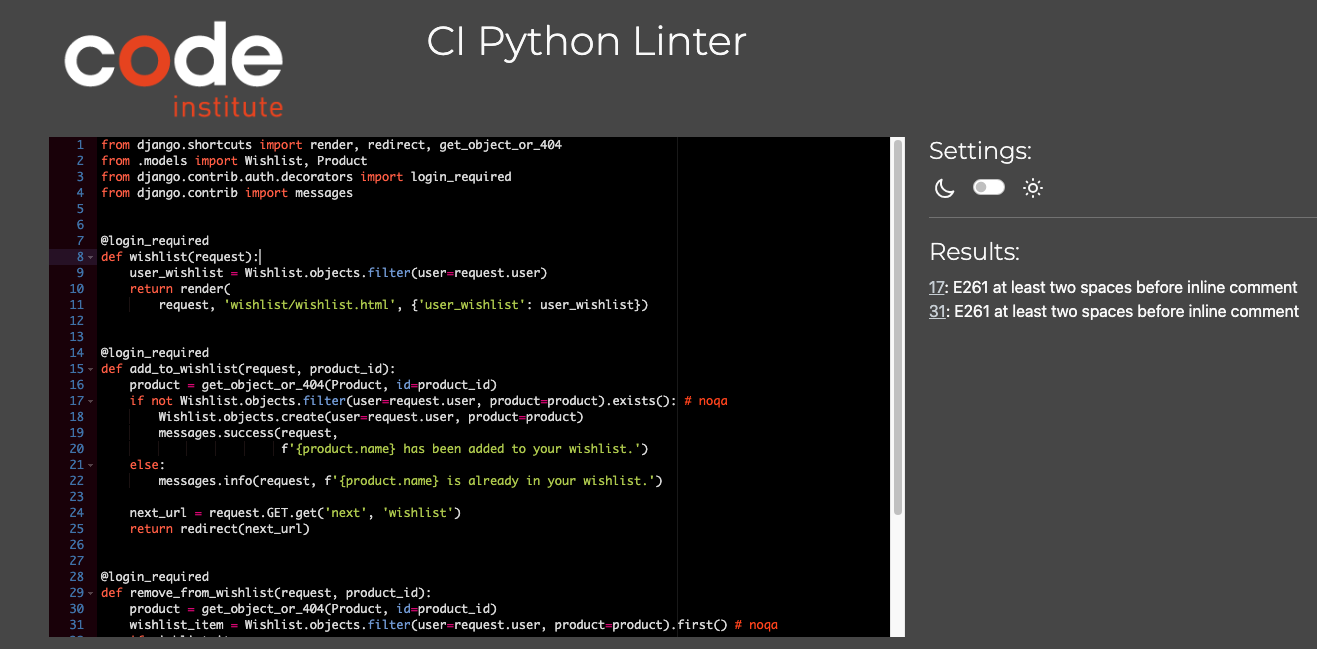 code
institute
CI Python Linter
1 from django.shortcuts import render, redirect, get_object_or_404
2 from .models import Wishlist, Product
3 from django.contrib.auth.decorators import login_required
4 from django.contrib import messages
5
6
7 @login_required
8 def wishlist(request):
9     user_wishlist = Wishlist.objects.filter(user=request.user)
10     return render(
11         request, 'wishlist/wishlist.html', {'user_wishlist': user_wishlist})
12
13
14 @login_required
15 def add_to_wishlist(request, product_id):
16     product = get_object_or_404(Product, id=product_id)
17     if not Wishlist.objects.filter(user=request.user, product=product).exists(): # noqa
18         Wishlist.objects.create(user=request.user, product=product)
19         messages.success(request,
20                          f'{product.name} has been added to your wishlist.')
21     else:
22         messages.info(request, f'{product.name} is already in your wishlist.')
23
24     next_url = request.GET.get('next', 'wishlist')
25     return redirect(next_url)
26
27
28 @login_required
29 def remove_from_wishlist(request, product_id):
30     product = get_object_or_404(Product, id=product_id)
31     wishlist_item = Wishlist.objects.filter(user=request.user, product=product).first() # noqa
Settings:
Results:
17: E261 at least two spaces before inline comment
31: E261 at least two spaces before inline comment